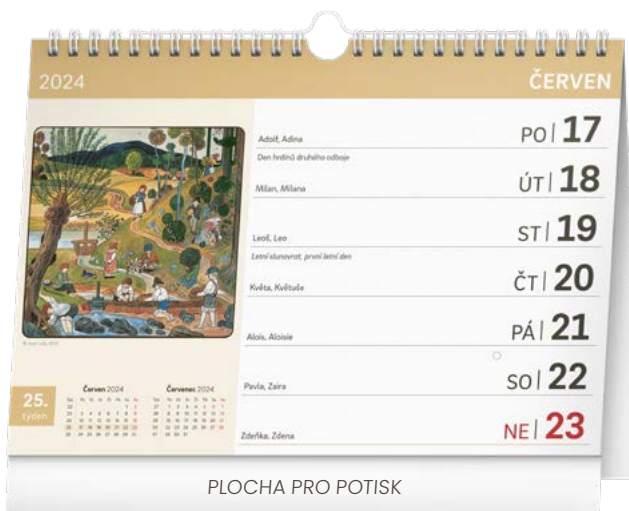 2024
ČERVEN
Adolf, Adina
PO 17
Den hrdinů druhého odboje
Milan, Milana
ÚT 18
Leoš, Leo
ST 19
Letní slunovrat, první letní den
Květa, Květuše
ČT 20
Alois, Aloisie
PÁ 21
Pavla, Zaira
SO 22
Zdeňka, Zdena
NE 23
25.
týden
Červen 2024
Červenec 2024
PLOCHA PRO POTISK